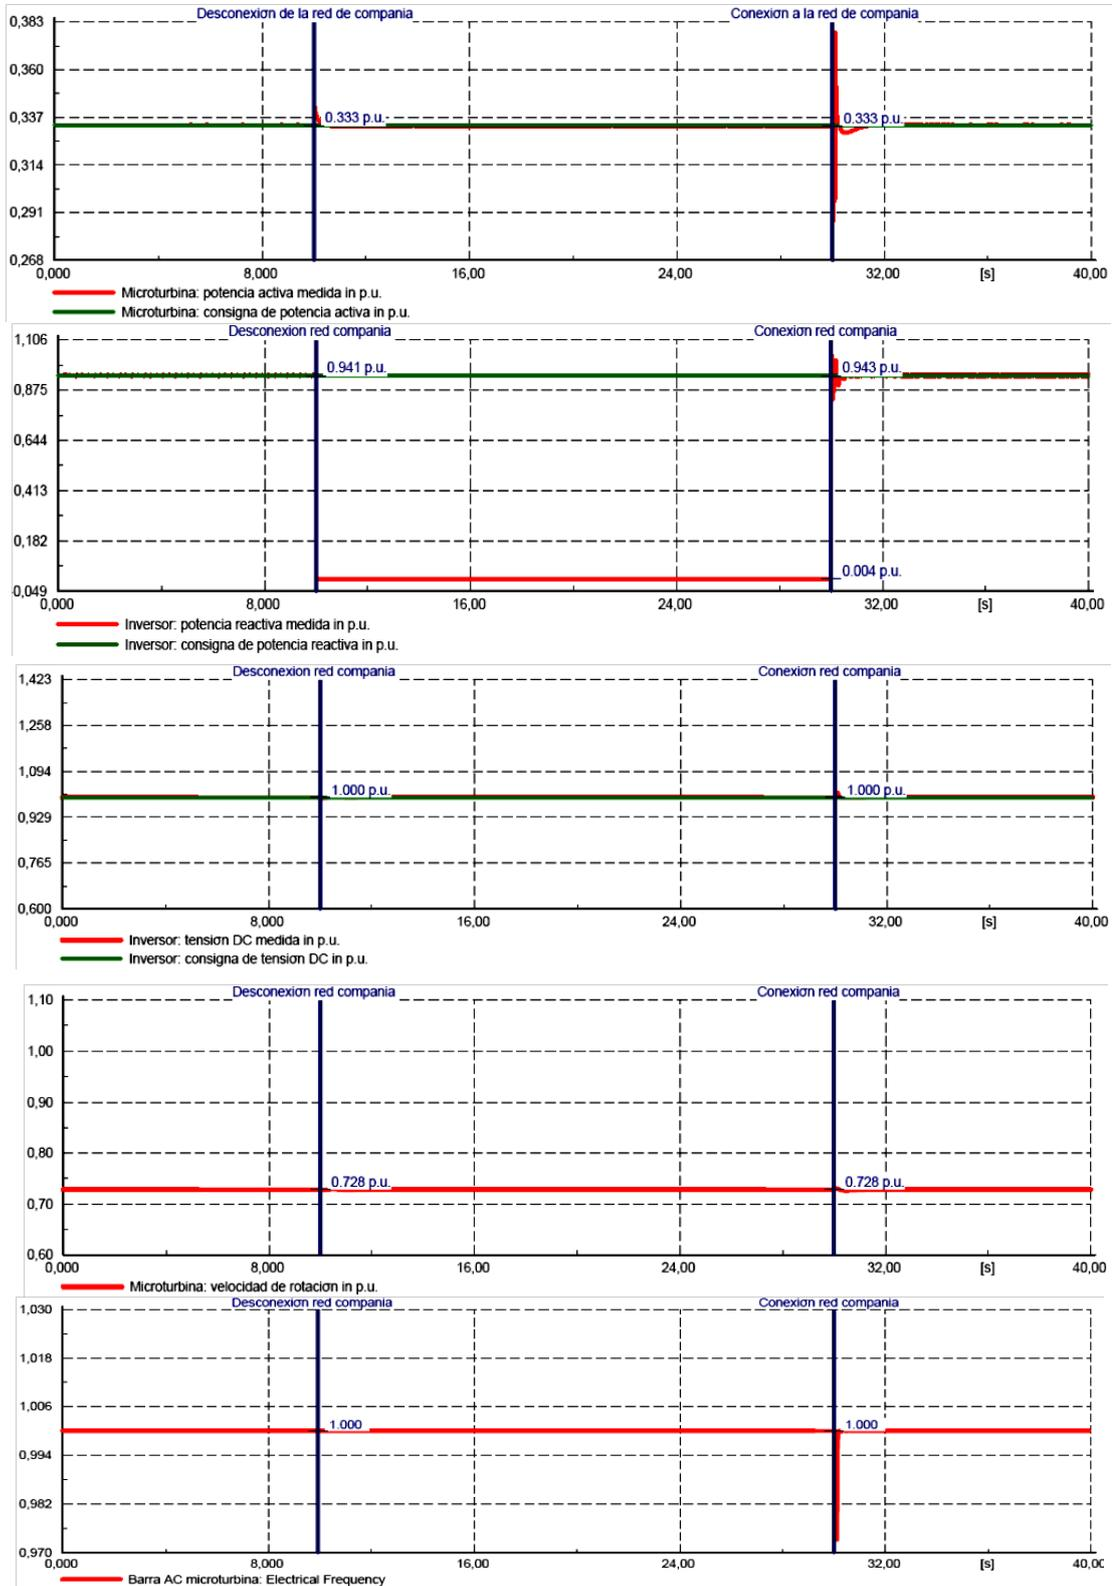 Desconexion de la red de compania Conexion a la red de compania
0,383
0,360
0,337
0.333 p.u. 0.333 p.u.
0,314
0,291
0,268
0,000 8,000 16,00 24,00 32,00 [s] 40,00
Microturbina: potencia activa medida in p.u.
Microturbina: consigna de potencia activa in p.u.
Desconexion red compania Conexion red compania
1,106
0.941 p.u. 0.943 p.u.
0,875
0,644
0,413
0,182
0.004 p.u.
-0,049
0,000 8,000 16,00 24,00 32,00 [s] 40,00
Inversor: potencia reactiva medida in p.u.
Inversor: consigna de potencia reactiva in p.u.
Desconexion red compania Conexion red compania
1,423
1,258
1,094
1.000 p.u. 1.000 p.u.
0,929
0,765
0,600
0,000 8,000 16,00 24,00 32,00 [s] 40,00
Inversor: tension DC medida in p.u.
Inversor: consigna de tension DC in p.u.
Desconexion red compania Conexion red compania
1,10
1,00
0,90
0,80
0.728 p.u. 0.728 p.u.
0,70
0,60
0,000 8,000 16,00 24,00 32,00 [s] 40,00
Microturbina: velocidad de rotacion in p.u.
Desconexion red compania Conexion red compania
1,030
1,018
1,006
1.000 1.000
0,994
0,982
0,970
0,000 8,000 16,00 24,00 32,00 [s] 40,00
Barra AC microturbina: Electrical Frequency